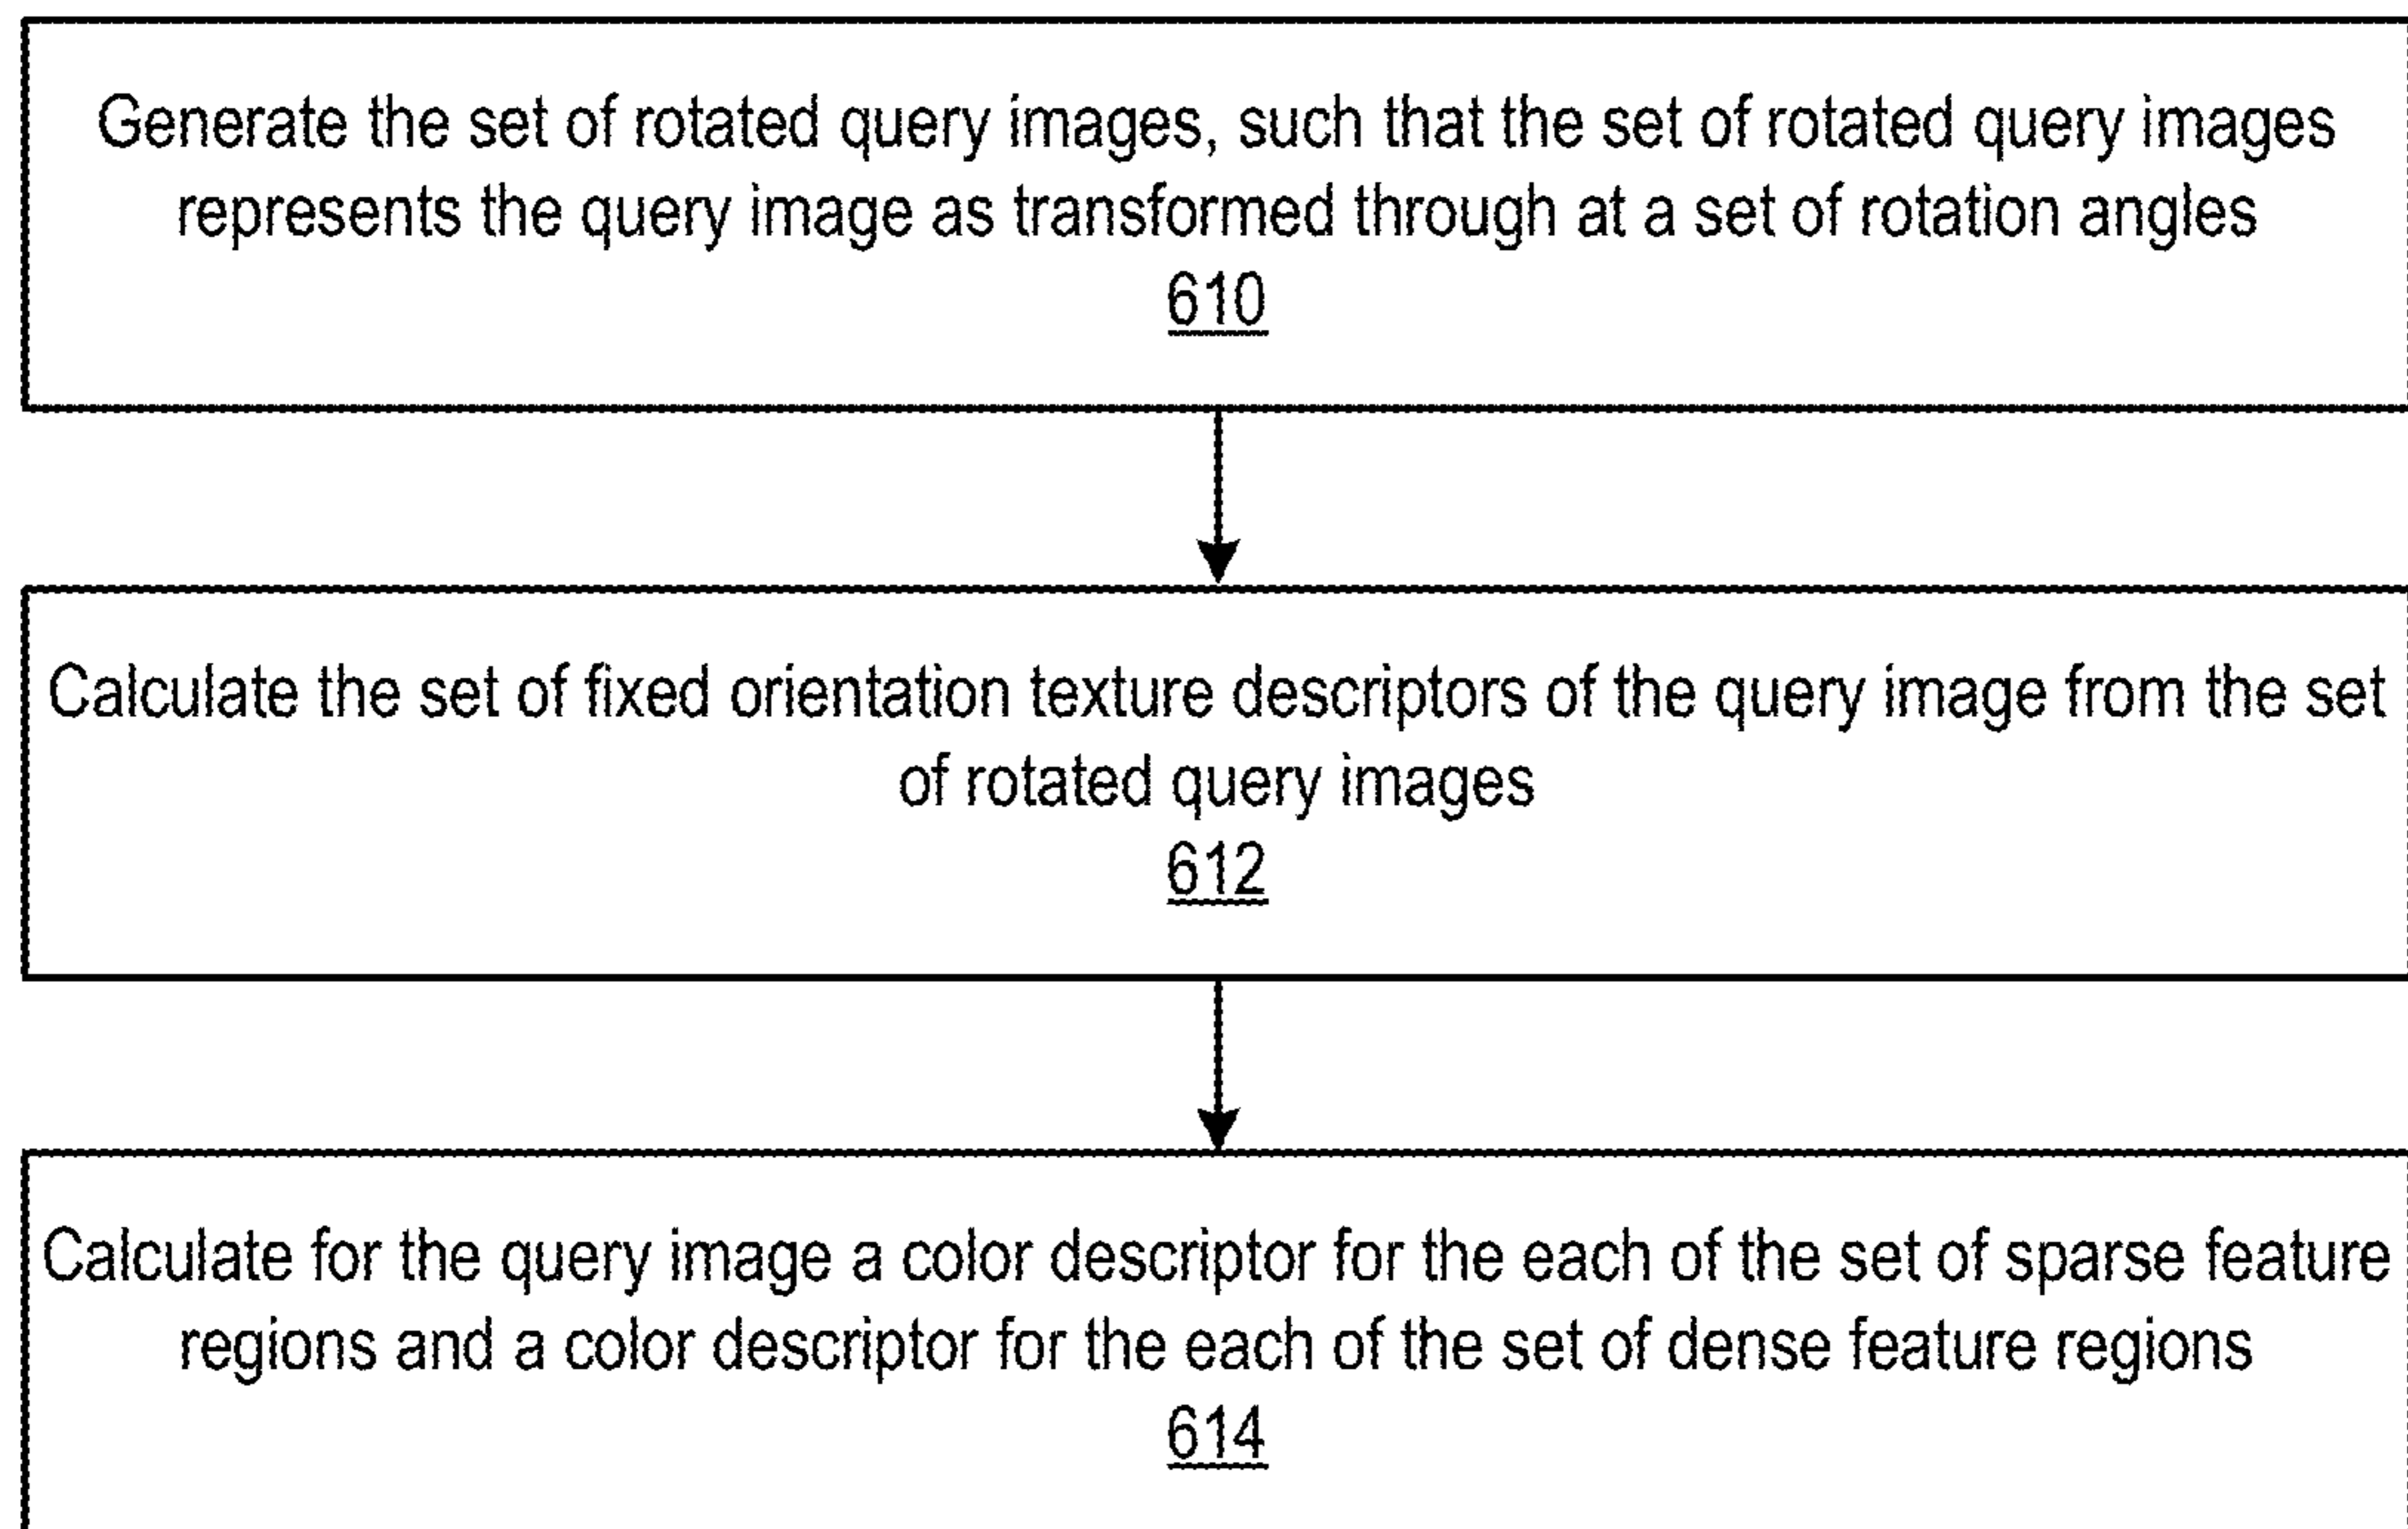 Generate the set of rotated query images, such that the set of rotated query images
represents the query image as transformed through at a set of rotation angles
610
Calculate the set of fixed orientation texture descriptors of the query image from the set
of rotated query images
612
Calculate for the query image a color descriptor for the each of the set of sparse feature
regions and a color descriptor for the each of the set of dense feature regions
614